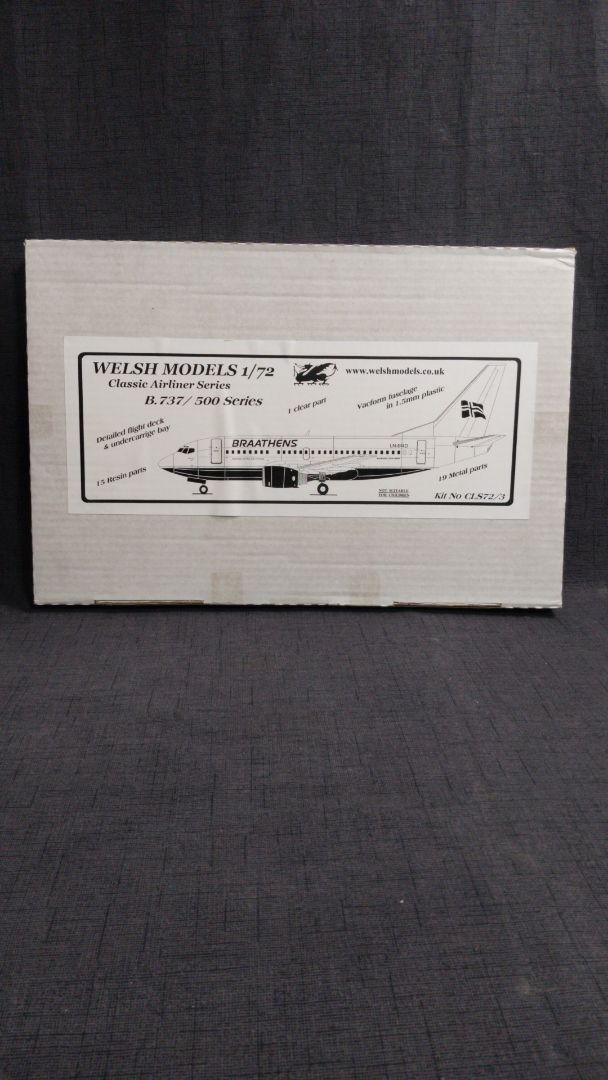 WELSH MODELS 1/72
www.welshmodels.co.uk
Classic Airliner Series
B.737/ 500 Series
1 clear part
Vacform fuselage
in 1.5mm plastic
Detailed flight deck
& undercarrige bay
BRAATHENS
15 Resin parts
19 Metal parts
NOT SUITABLE
FOR CHILDREN
Kit No CLS72/3